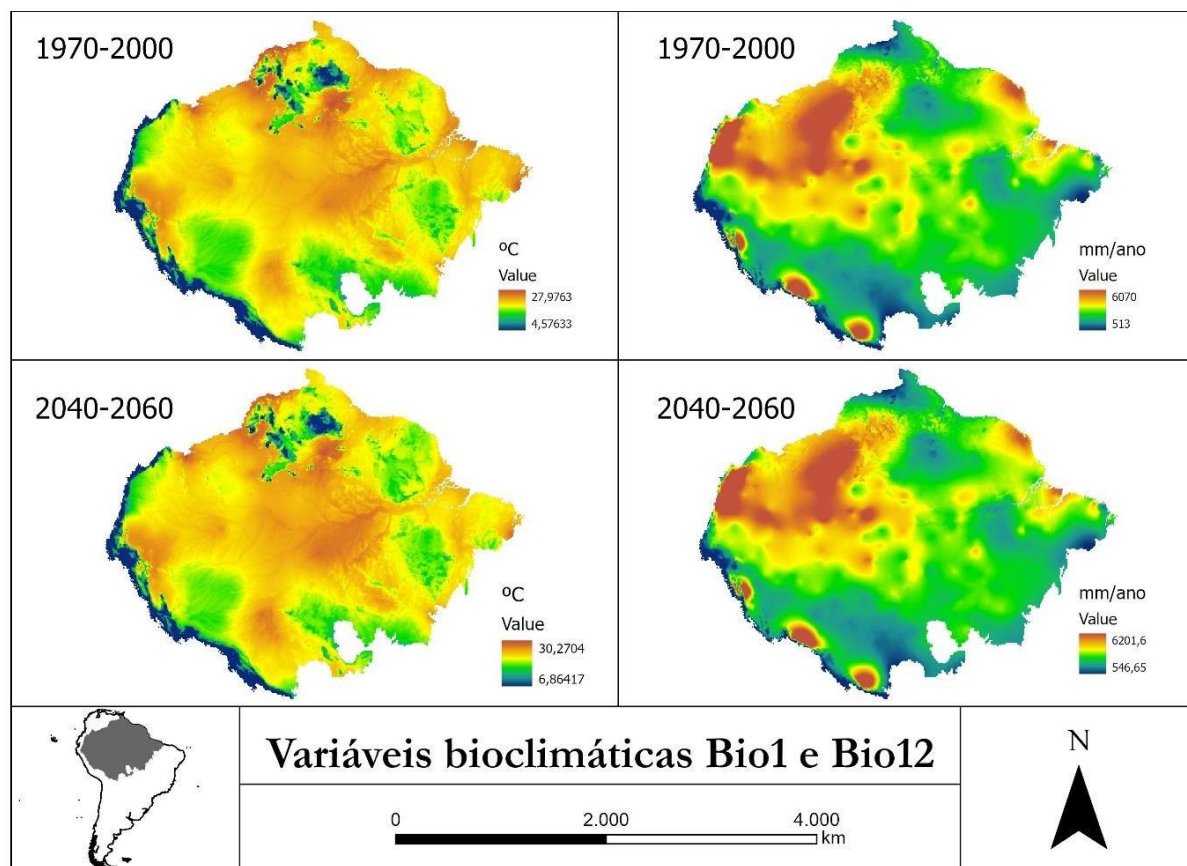 1970-2000
ºC
Value
27,9763
4,57633
1970-2000
mm/ano
Value
6070
513
2040-2060
ºC
Value
30,2704
6,86417
2040-2060
mm/ano
Value
6201,6
546,65
Variáveis bioclimáticas Bio1 e Bio12
0 2.000 4.000
km
N